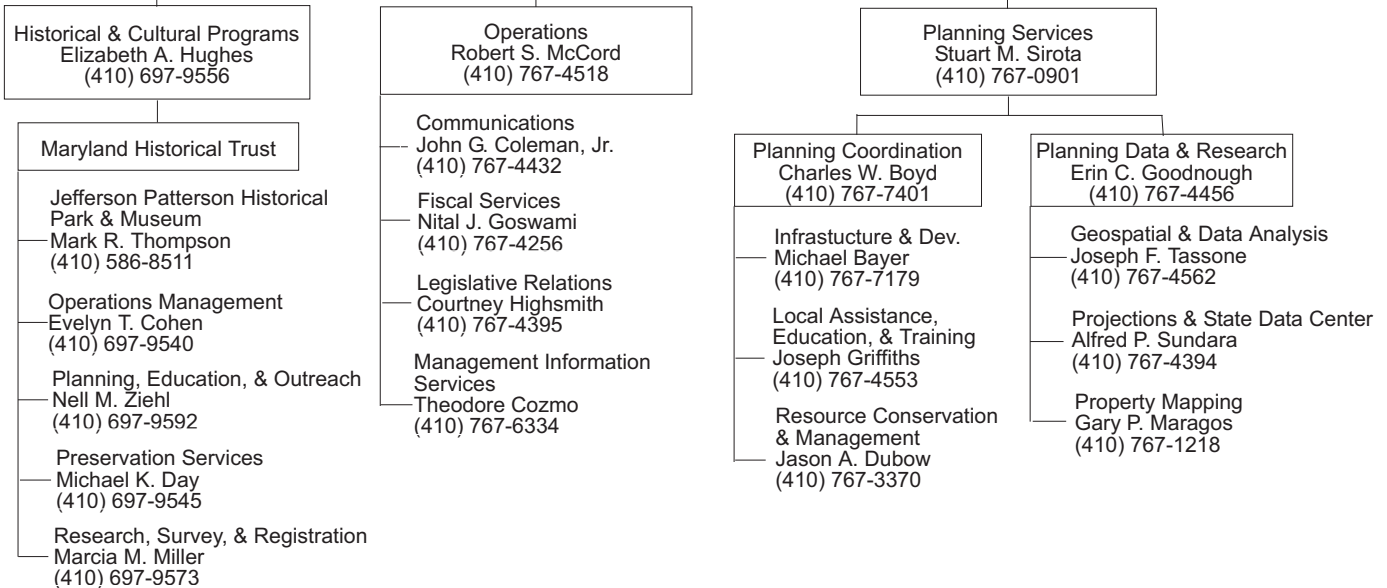 Historical & Cultural Programs
Elizabeth A. Hughes
(410) 697-9556
Maryland Historical Trust
Jefferson Patterson Historical
Park & Museum
Mark R. Thompson
(410) 586-8511
Operations Management
Evelyn T. Cohen
(410) 697-9540
Planning, Education, & Outreach
Nell M. Ziehl
(410) 697-9592
Preservation Services
Michael K. Day
(410) 697-9545
Research, Survey, & Registration
Marcia M. Miller
(410) 697-9573
Operations
Robert S. McCord
(410) 767-4518
Communications
John G. Coleman, Jr.
(410) 767-4432
Fiscal Services
Nital J. Goswami
(410) 767-4256
Legislative Relations
Courtney Highsmith
(410) 767-4395
Management Information
Services
Theodore Cozmo
(410) 767-6334
Planning Services
Stuart M. Sirota
(410) 767-0901
Planning Coordination
Charles W. Boyd
(410) 767-7401
Infrastucture & Dev.
Michael Bayer
(410) 767-7179
Local Assistance,
Education, & Training
Joseph Griffiths
(410) 767-4553
Resource Conservation
& Management
Jason A. Dubow
(410) 767-3370
Planning Data & Research
Erin C. Goodnough
(410) 767-4456
Geospatial & Data Analysis
Joseph F. Tassone
(410) 767-4562
Projections & State Data Center
Alfred P. Sundara
(410) 767-4394
Property Mapping
Gary P. Maragos
(410) 767-1218